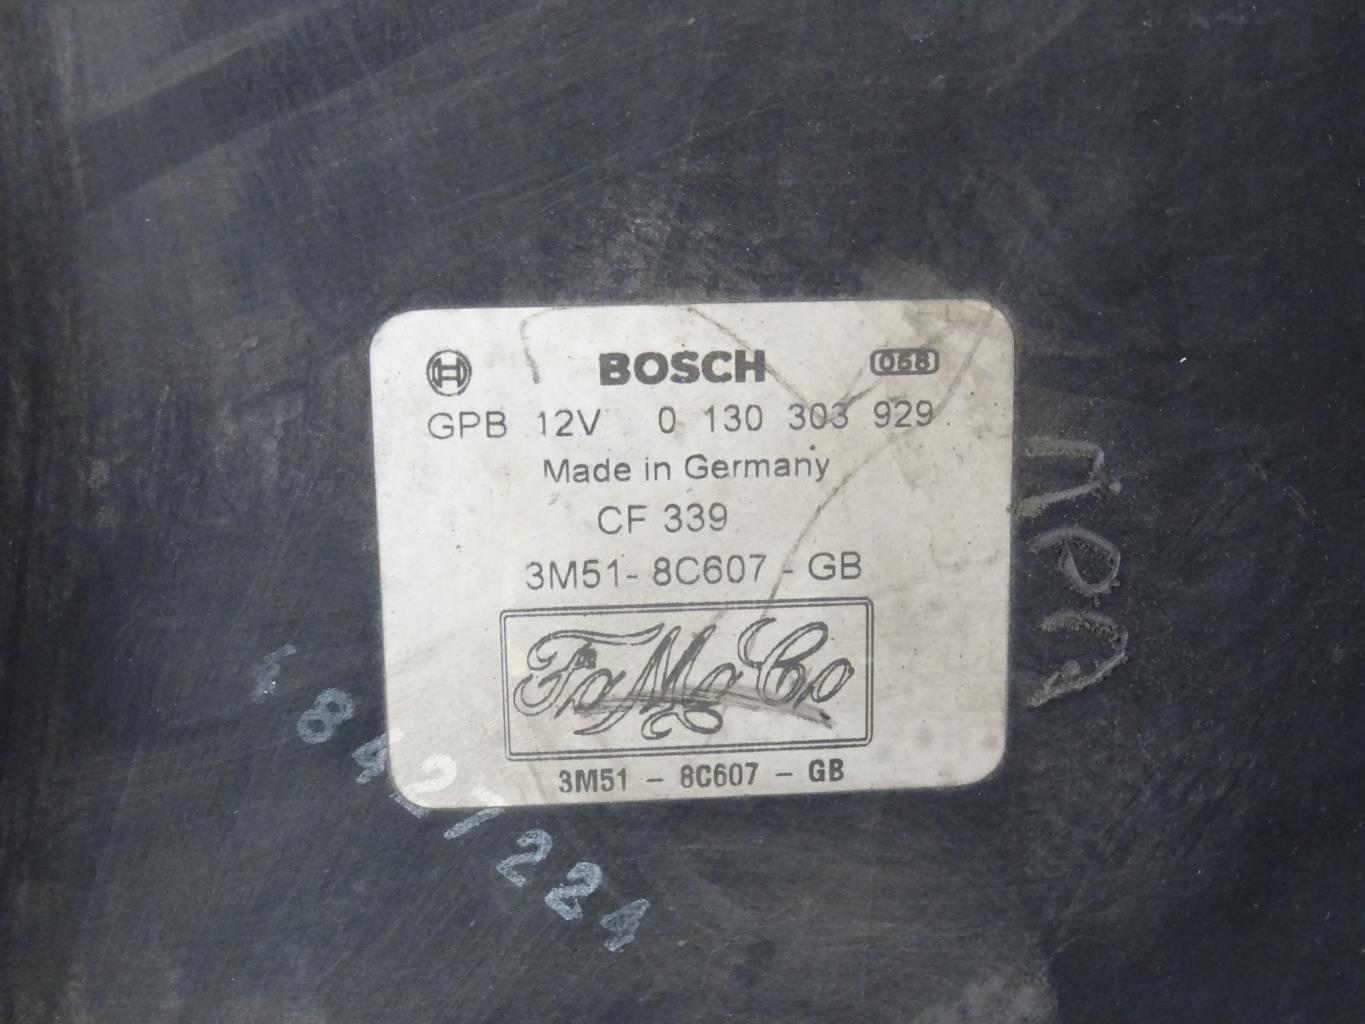 BOSCH 068
GPB 12V 0 130 303 929
Made in Germany
CF 339
3M51- 8C607 - GB
FoMoCo
3M51 - 8C607 - GB